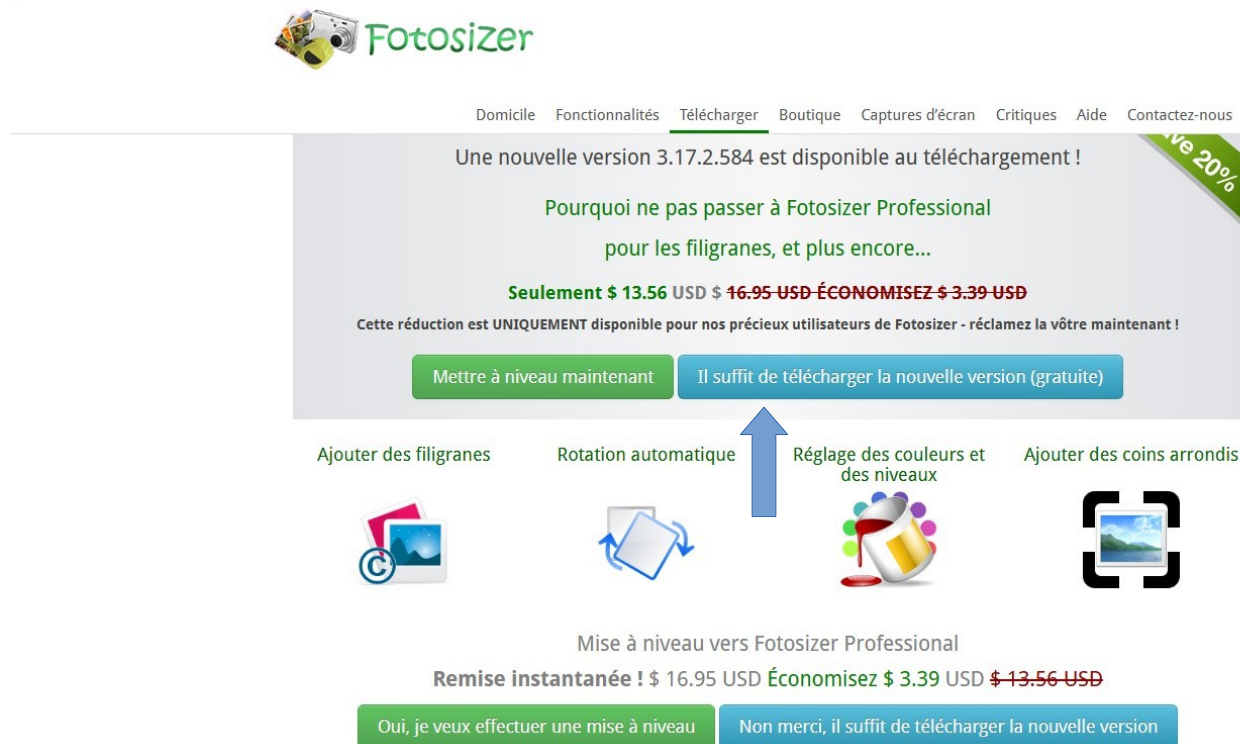 Fotosizer
Domicile Fonctionnalités Télécharger Boutique Captures d'écran Critiques Aide Contactez-nous
Une nouvelle version 3.17.2.584 est disponible au téléchargement !
20%
Pourquoi ne pas passer à Fotosizer Professional
pour les filigranes, et plus encore...
Seulement $ 13.56 USD $ 16.95 USD ÉCONOMISEZ $ 3.39 USD
Cette réduction est UNIQUEMENT disponible pour nos précieux utilisateurs de Fotosizer - réclamez la vôtre maintenant !
Mettre à niveau maintenant Il suffit de télécharger la nouvelle version (gratuite)
Ajouter des filigranes Rotation automatique Réglage des couleurs et Ajouter des coins arrondis
des niveaux
©
Mise à niveau vers Fotosizer Professional
Remise instantanée ! $ 16.95 USD Économisez $ 3.39 USD $ 13.56 USD
Oui, je veux effectuer une mise à niveau Non merci, il suffit de télécharger la nouvelle version